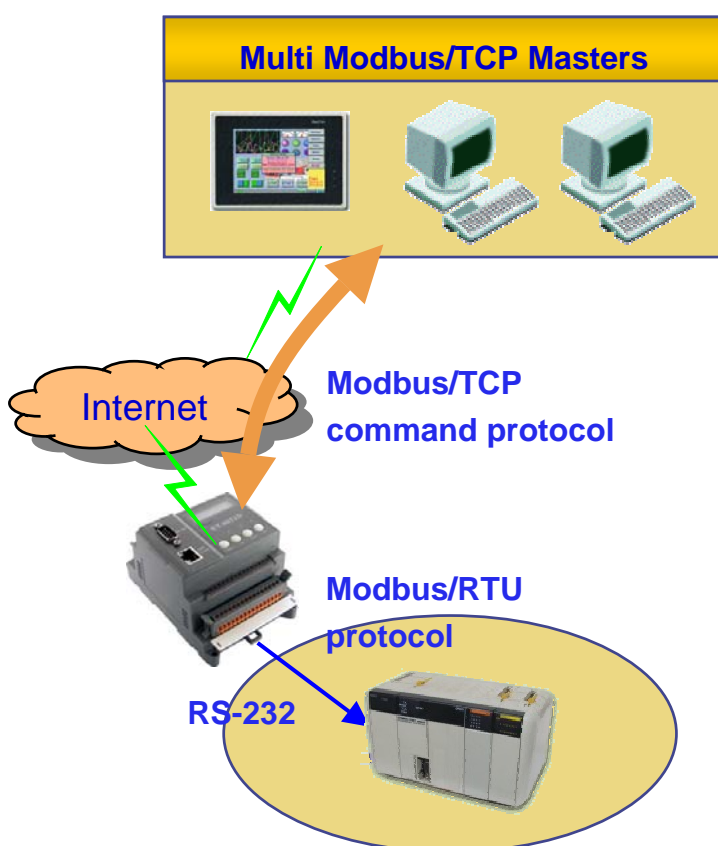 Multi Modbus/TCP Masters
Internet
Modbus/TCP
command protocol
Modbus/RTU
protocol
RS-232